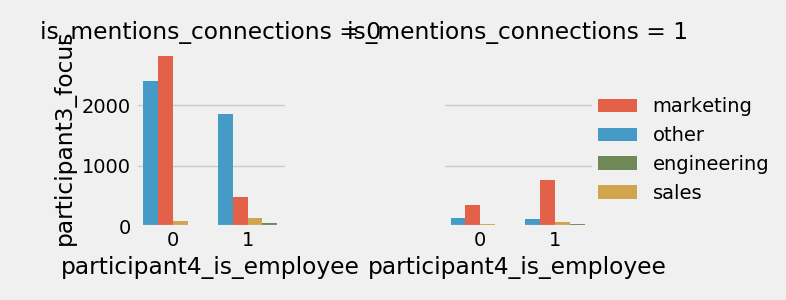 is_mentions_connections = 0
is_mentions_connections = 1
participant3_focus
2000
1000
0
0 1
0 1
participant4_is_employee
participant4_is_employee
marketing
other
engineering
sales